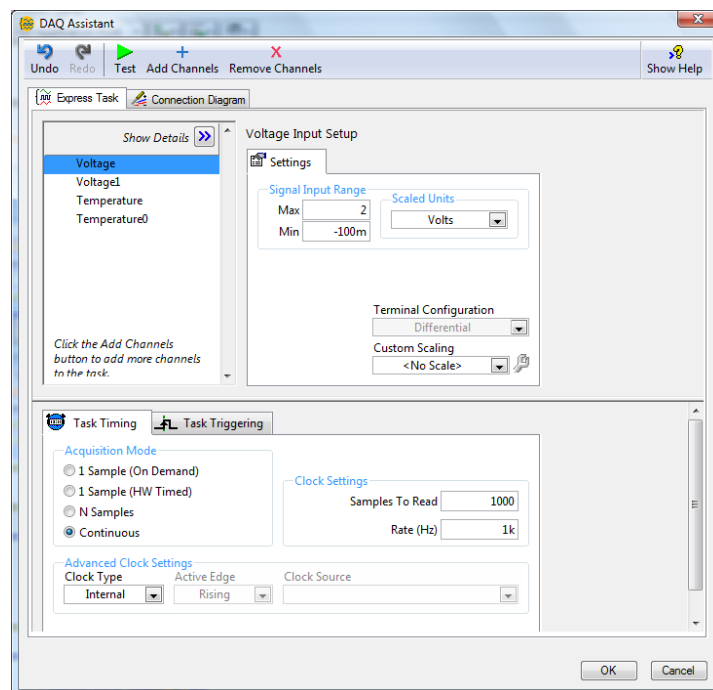 DAQ Assistant
Undo Redo Test Add Channels Remove Channels Show Help
Express Task Connection Diagram
Show Details
Voltage
Voltage1
Temperature
Temperature0
Click the Add Channels
button to add more channels
to the task.
Voltage Input Setup
Settings
Signal Input Range
Max 2
Min -100m
Scaled Units
Volts
Terminal Configuration
Differential
Custom Scaling
<No Scale>
Task Timing Task Triggering
Acquisition Mode
1 Sample (On Demand)
1 Sample (HW Timed)
N Samples
Continuous
Clock Settings
Samples To Read 1000
Rate (Hz) 1k
Advanced Clock Settings
Clock Type Active Edge Clock Source
Internal Rising
OK Cancel